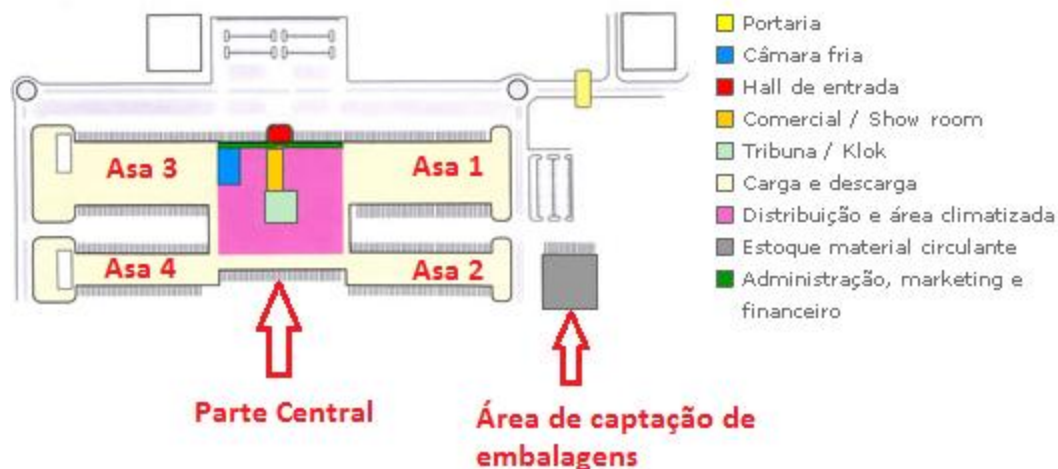 Portaria
Câmara fria
Hall de entrada
Comercial / Show room
Tribuna / Klok
Carga e descarga
Distribuição e área climatizada
Estoque material circulante
Administração, marketing e
financeiro
Asa 3
Asa 1
Asa 4
Asa 2
Parte Central
Área de captação de
embalagens